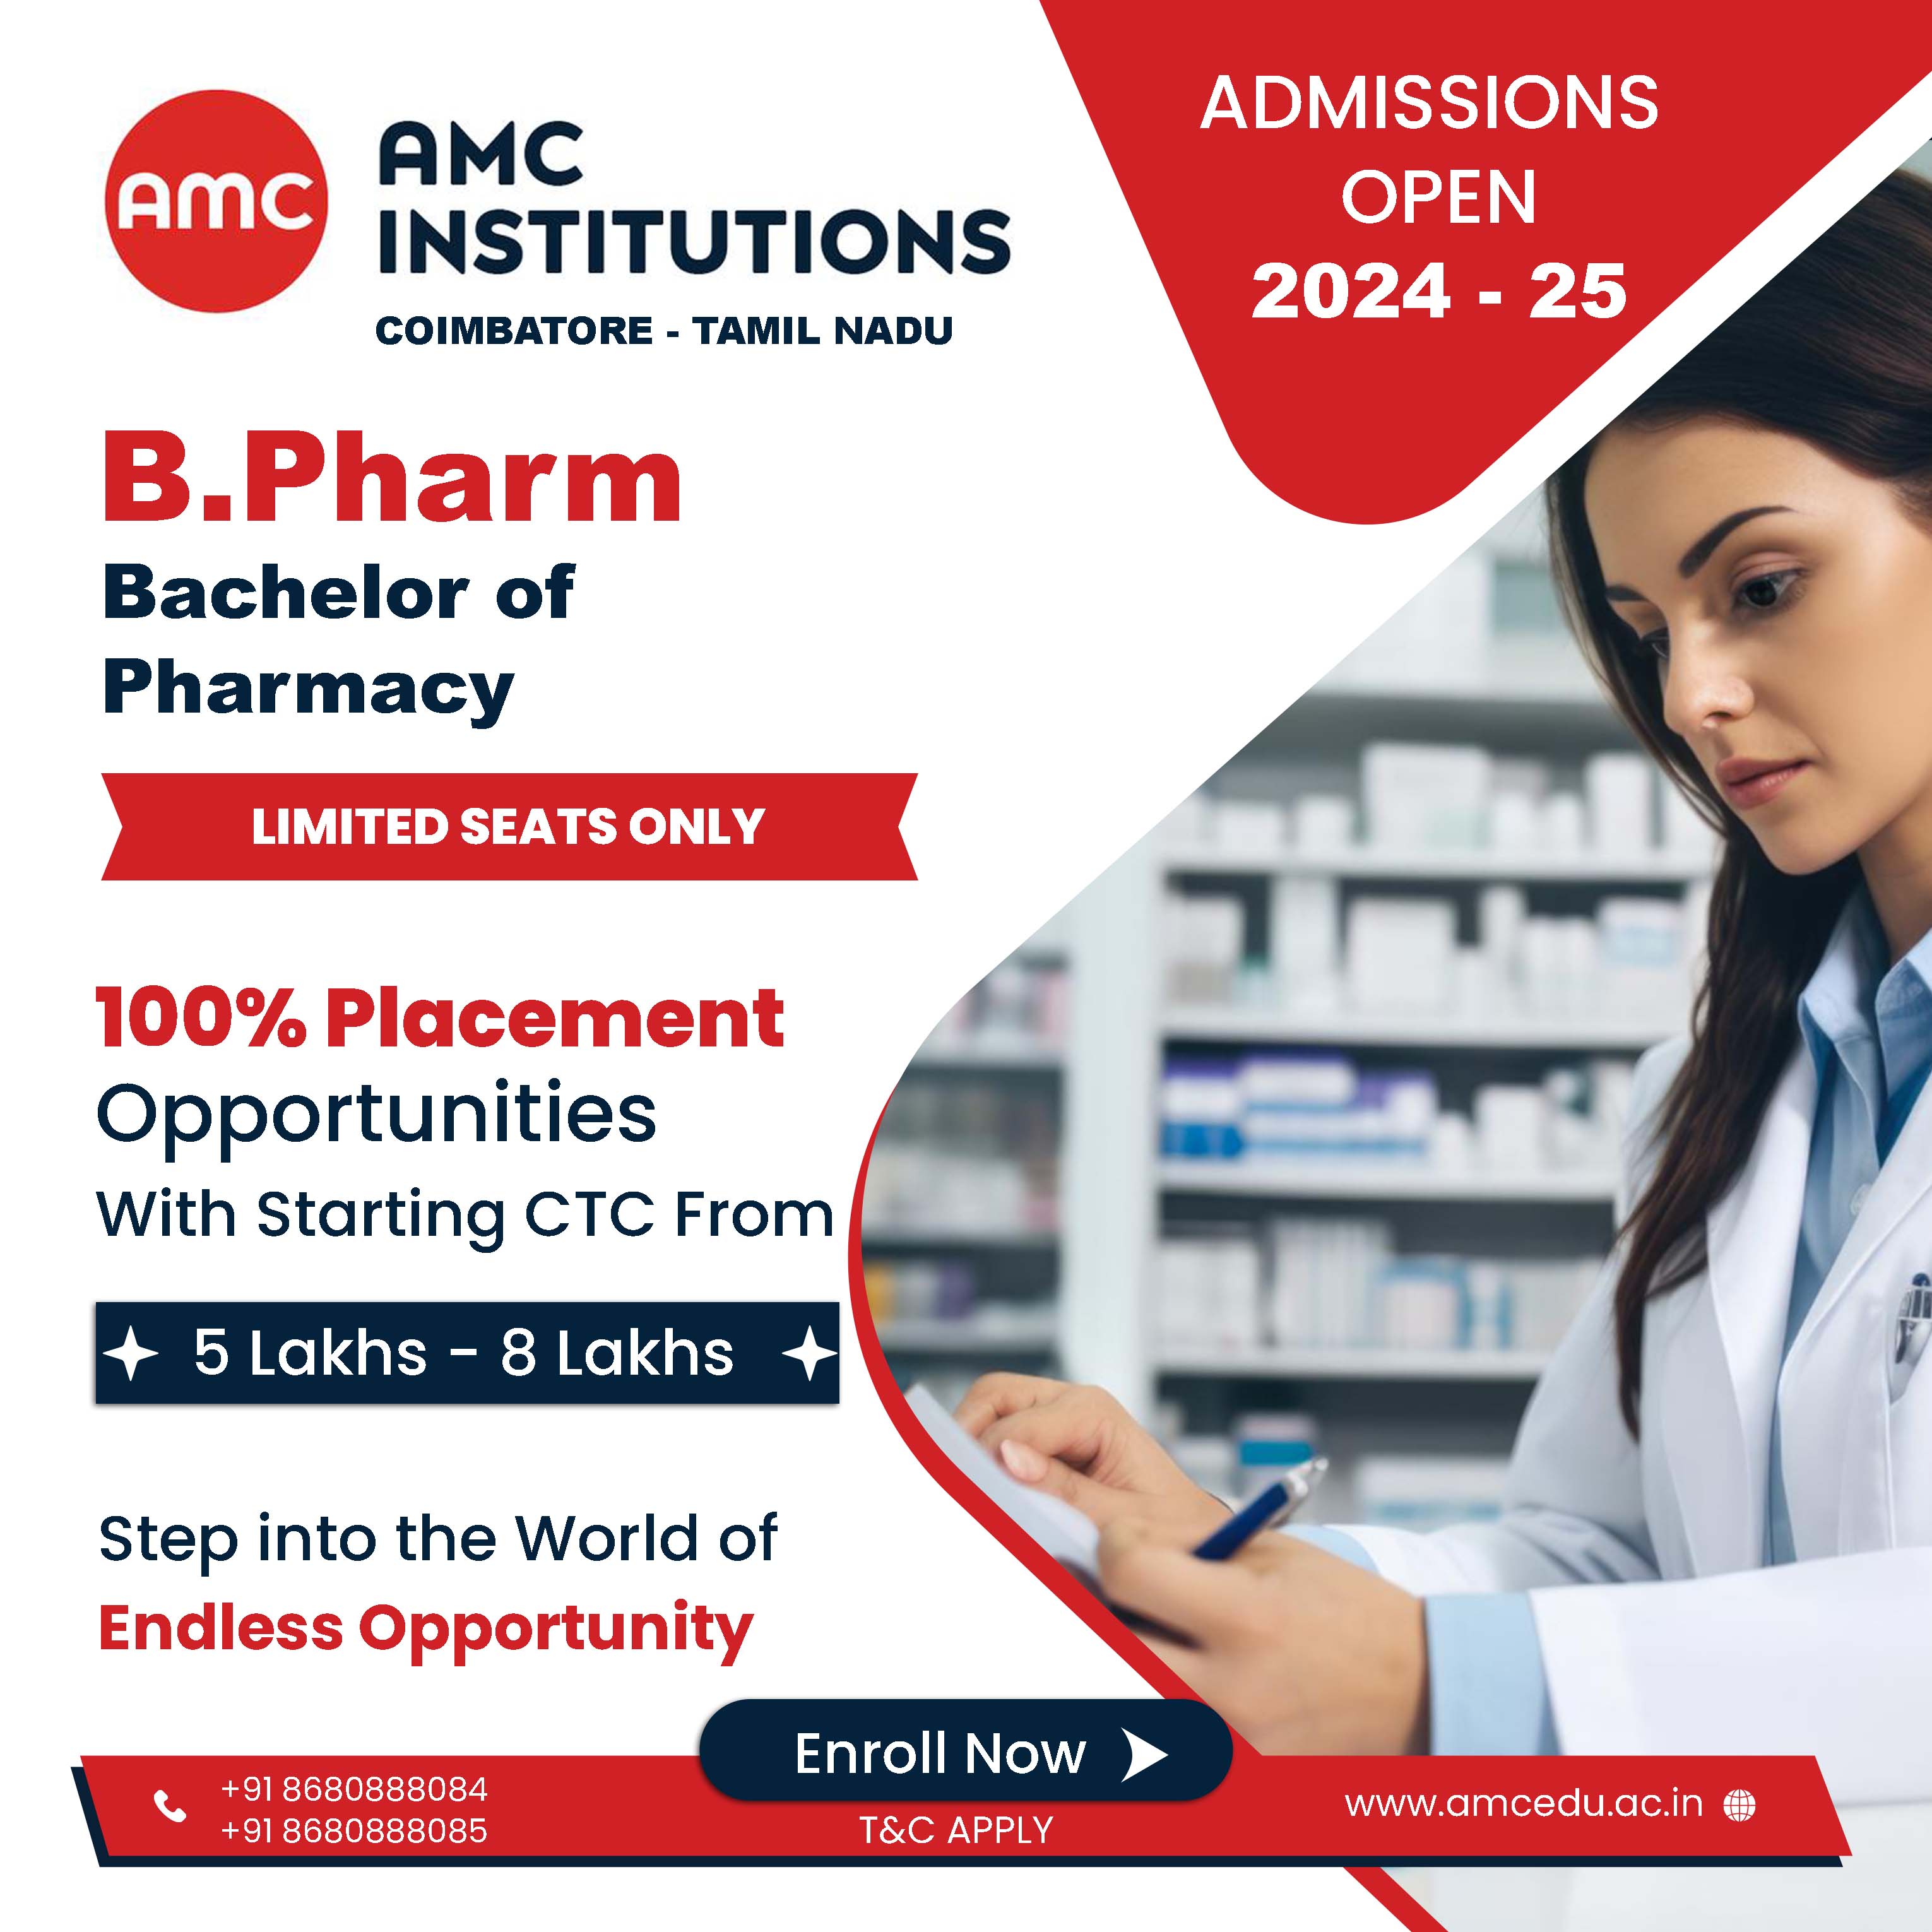 AMC
AMC
INSTITUTIONS
COIMBATORE - TAMIL NADU
ADMISSIONS
OPEN
2024 - 25
B.Pharm
Bachelor of
Pharmacy
LIMITED SEATS ONLY
100% Placement
Opportunities
With Starting CTC From
5 Lakhs - 8 Lakhs
Step into the World of
Endless Opportunity
Enroll Now
+91 8680888084
+91 8680888085
T&C APPLY
www.amcedu.ac.in